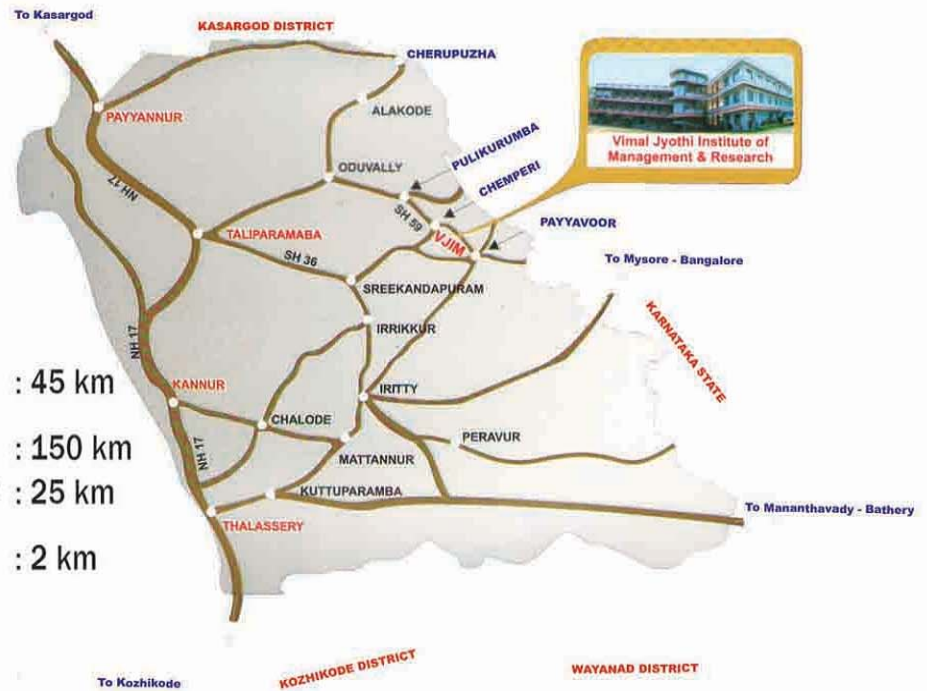 To Kasargod
KASARGOD DISTRICT
CHERUPUZHA
PAYYANNUR
ALAKODE
PULIKURUMBA
Vimal Jyothi Institute of
Management & Research
ODUVALLY
CHEMPERI
NH 17
SH 59
PAYYAVOOR
TALIPARAMABA
VJIM
SH 36
To Mysore - Bangalore
SREEKANDAPURAM
KARNATAKA STATE
IRRIKKUR
NH 17
: 45 km
KANNUR
IRITTY
CHALODE
PERAVUR
: 150 km
NH 17
MATTANNUR
: 25 km
KUTTUPARAMBA
To Mananthavady - Bathery
THALASSERY
: 2 km
KOZHIKODE DISTRICT
WAYANAD DISTRICT
To Kozhikode